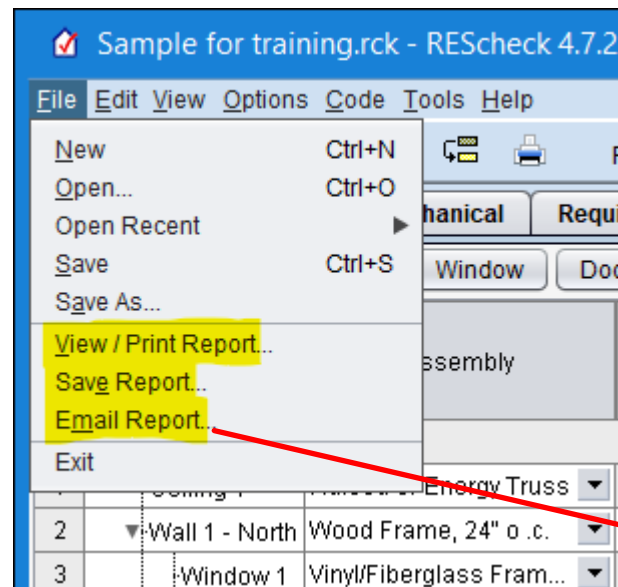 Sample for training.rck - REScheck 4.7.2
File Edit View Options Code Tools Help
New Ctrl+N
Open... Ctrl+O
Open Recent
hanical Requi
Save Ctrl+S
Window Doo
Save As...
View / Print Report...
ssembly
Save Report...
Email Report...
Exit
Energy Truss
2 Wall 1 - North Wood Frame, 24" o .c.
3 Window 1 Vinyl/Fiberglass Fram...